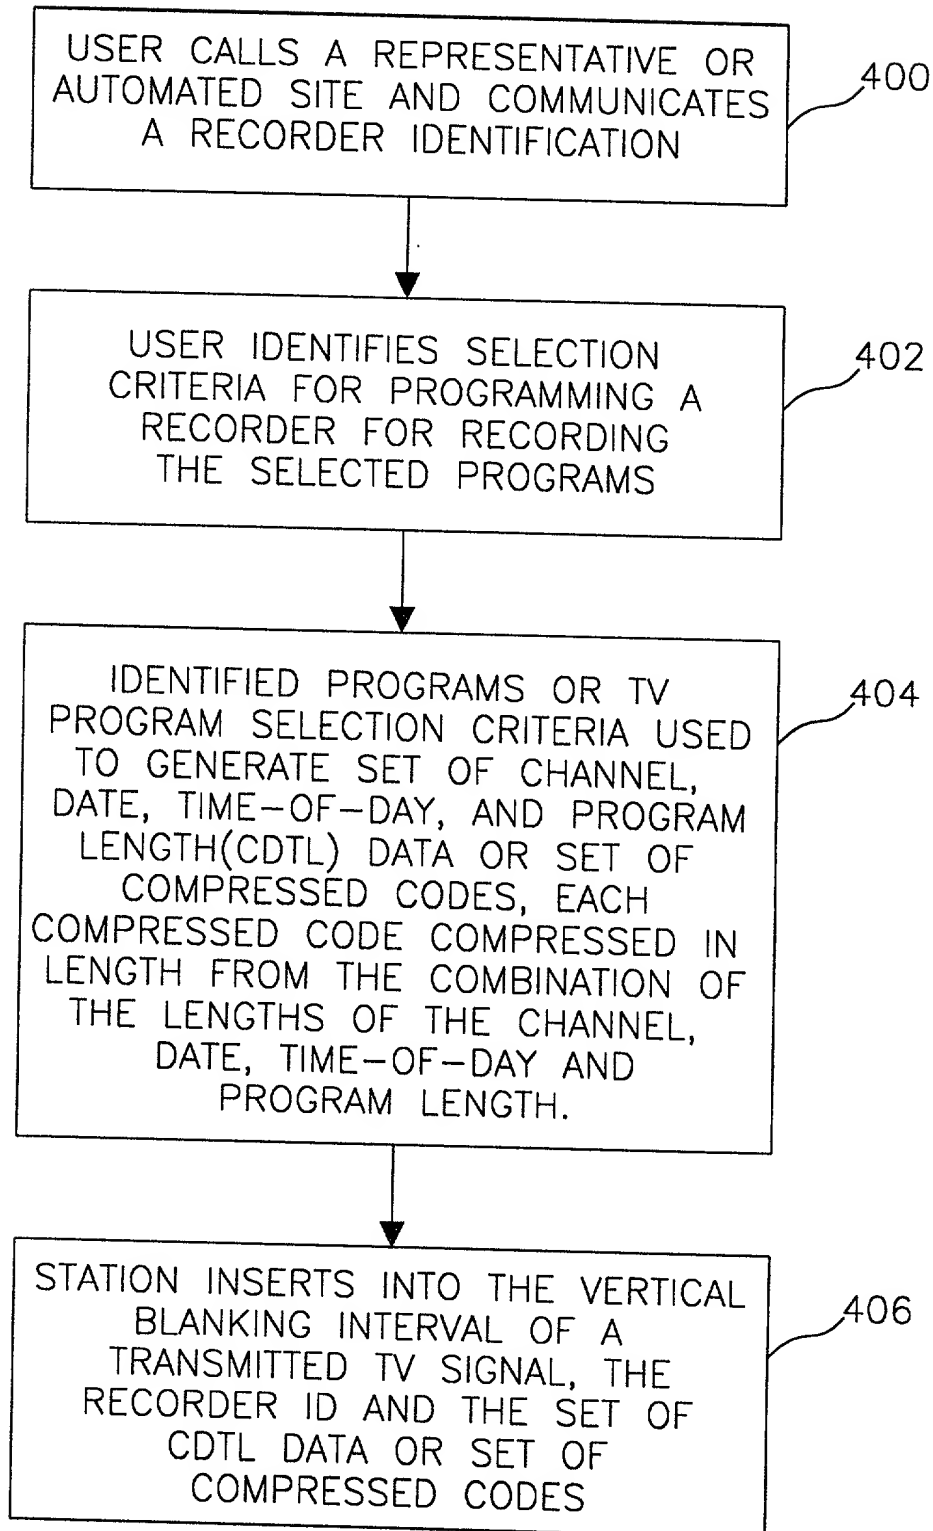 USER CALLS A REPRESENTATIVE OR
AUTOMATED SITE AND COMMUNICATES
A RECORDER IDENTIFICATION
400
USER IDENTIFIES SELECTION
CRITERIA FOR PROGRAMMING A
RECORDER FOR RECORDING
THE SELECTED PROGRAMS
402
IDENTIFIED PROGRAMS OR TV
PROGRAM SELECTION CRITERIA USED
TO GENERATE SET OF CHANNEL,
DATE, TIME-OF-DAY, AND PROGRAM
LENGTH(CDTL) DATA OR SET OF
COMPRESSED CODES, EACH
COMPRESSED CODE COMPRESSED IN
LENGTH FROM THE COMBINATION OF
THE LENGTHS OF THE CHANNEL,
DATE, TIME-OF-DAY AND
PROGRAM LENGTH.
404
STATION INSERTS INTO THE VERTICAL
BLANKING INTERVAL OF A
TRANSMITTED TV SIGNAL, THE
RECORDER ID AND THE SET OF
CDTL DATA OR SET OF
COMPRESSED CODES
406